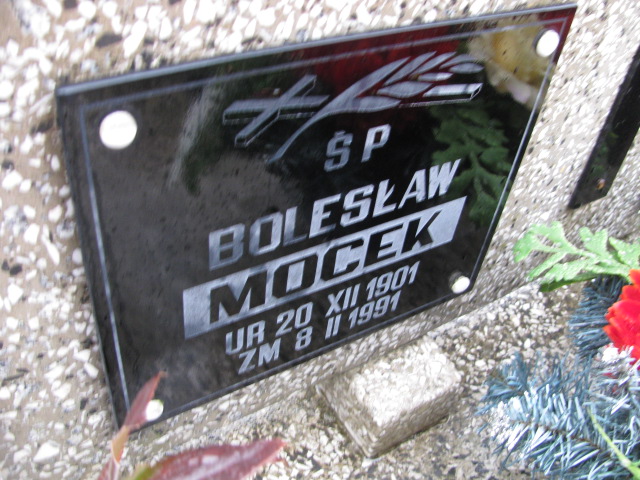 ŚP
BOLESŁAW
MOCEK
UR 20 XII 1901
ZM 8 II 1991